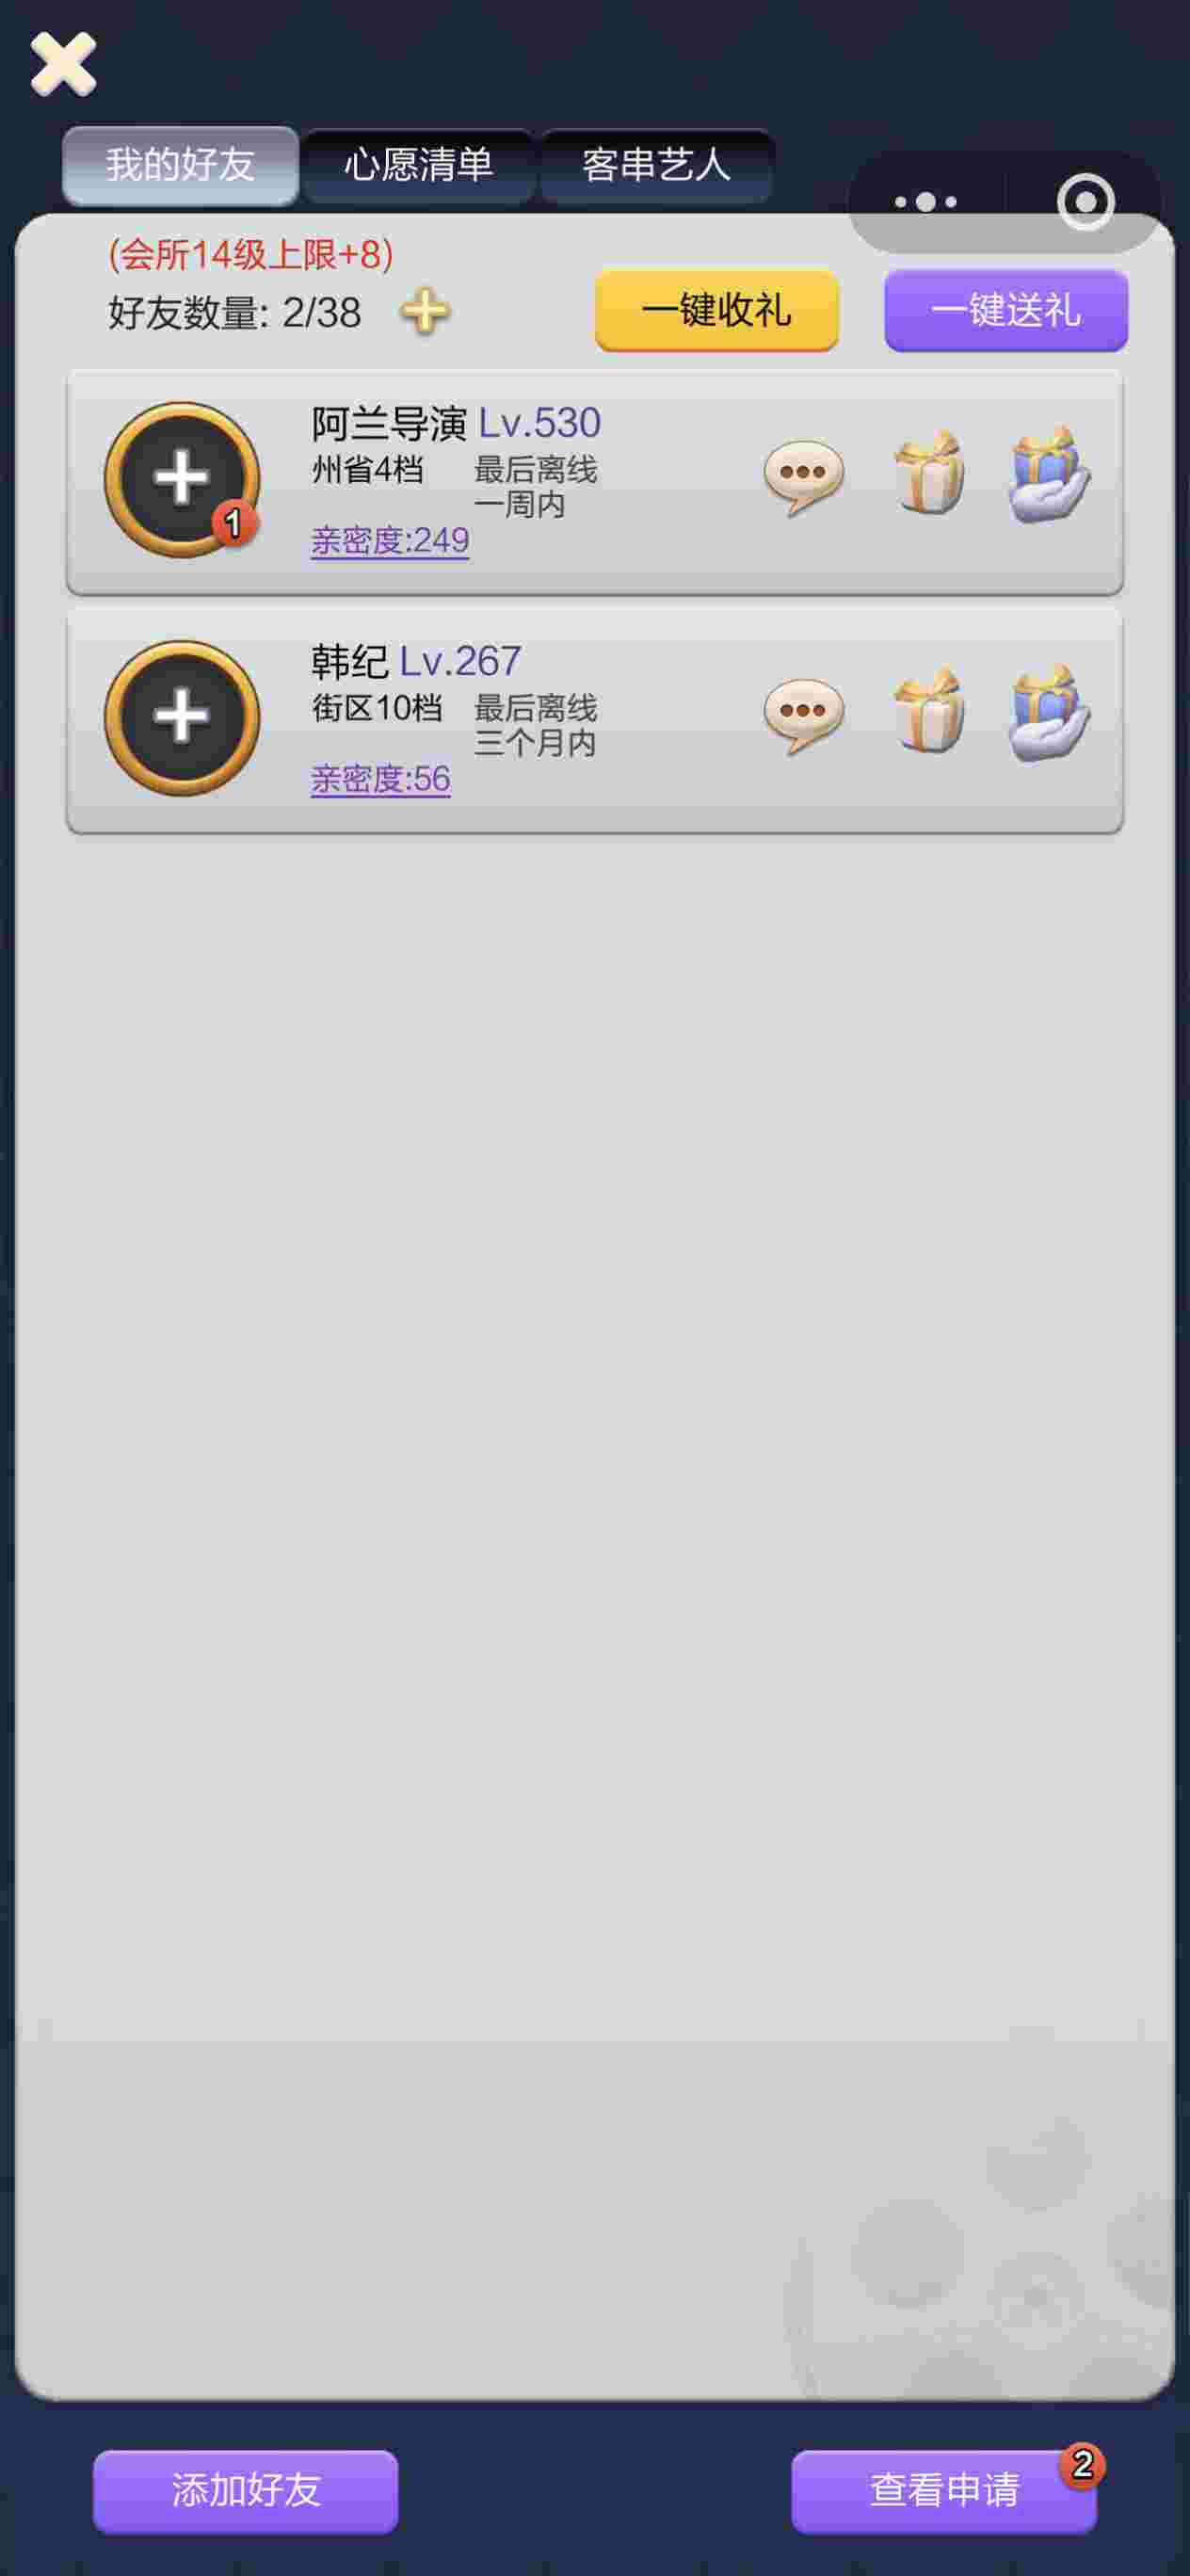 我的好友
心愿清单
客串艺人
(会所14级上限+8)
好友数量: 2/38
一键收礼
一键送礼
阿兰导演 Lv.530
州省4档 最后离线
一周内
1
亲密度:249
韩纪 Lv.267
街区10档 最后离线
三个月内
亲密度:56
添加好友
查看申请
2